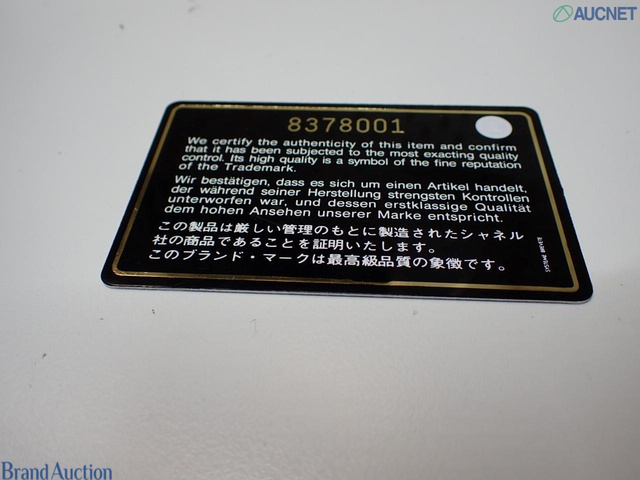 AUCNET
8378001
We certify the authenticity of this item and confirm
that it has been subjected to the most exacting quality
control. Its high quality is a symbol of the fine reputation
of the Trademark.
Wir bestätigen, dass es sich um einen Artikel handelt,
der während seiner Herstellung strengsten Kontrollen
unterworfen war, und dessen erstklassige Qualität
dem hohen Ansehen unserer Marke entspricht.
この製品は厳しい管理のもとに製造されたシャネル
社の商品であることを証明いたします。
このブランド・マークは最高級品質の象徴です。
Brand Auction